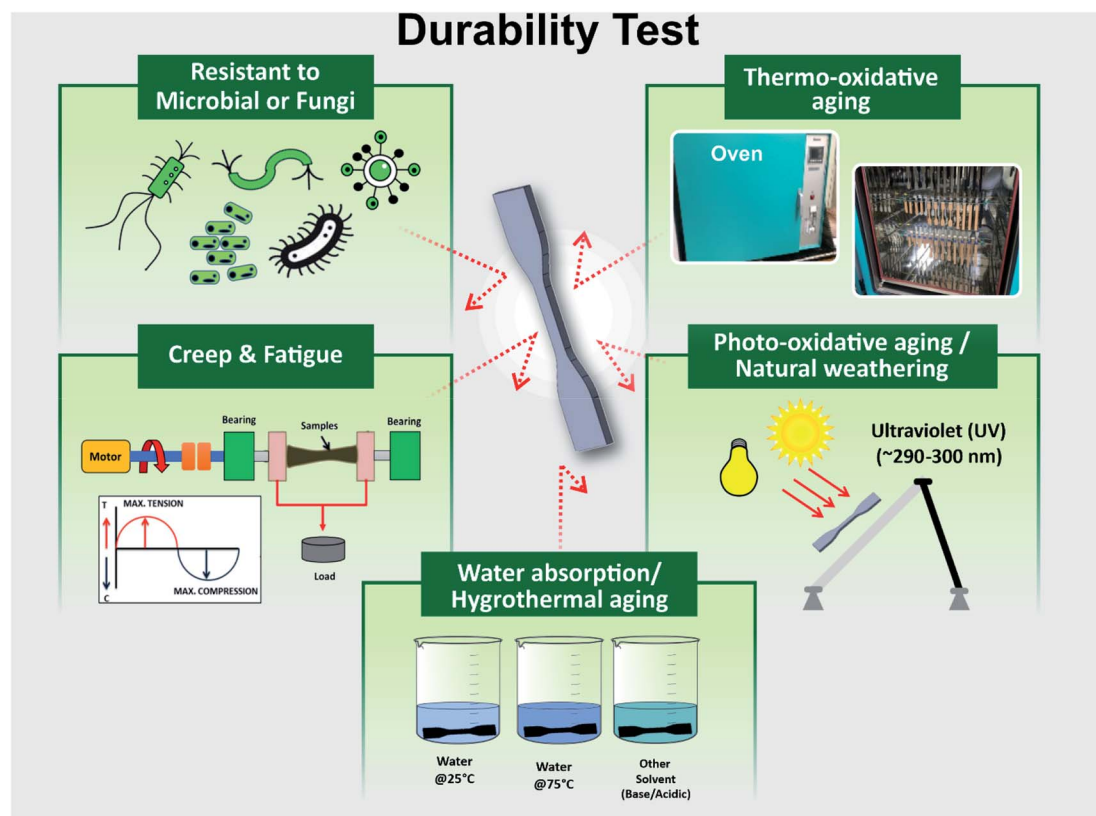 Durability Test
Resistant to
Microbial or Fungi
Thermo-oxidative
aging
Oven
Creep & Fatigue
Bearing
Samples
Bearing
Motor
T
MAX. TENSION
MAX. COMPRESSION
C
Load
Photo-oxidative aging /
Natural weathering
Ultraviolet (UV)
(~290-300 nm)
Water absorption/
Hygrothermal aging
Water
@25°C
Water
@75°C
Other
Solvent
(Base/Acidic)